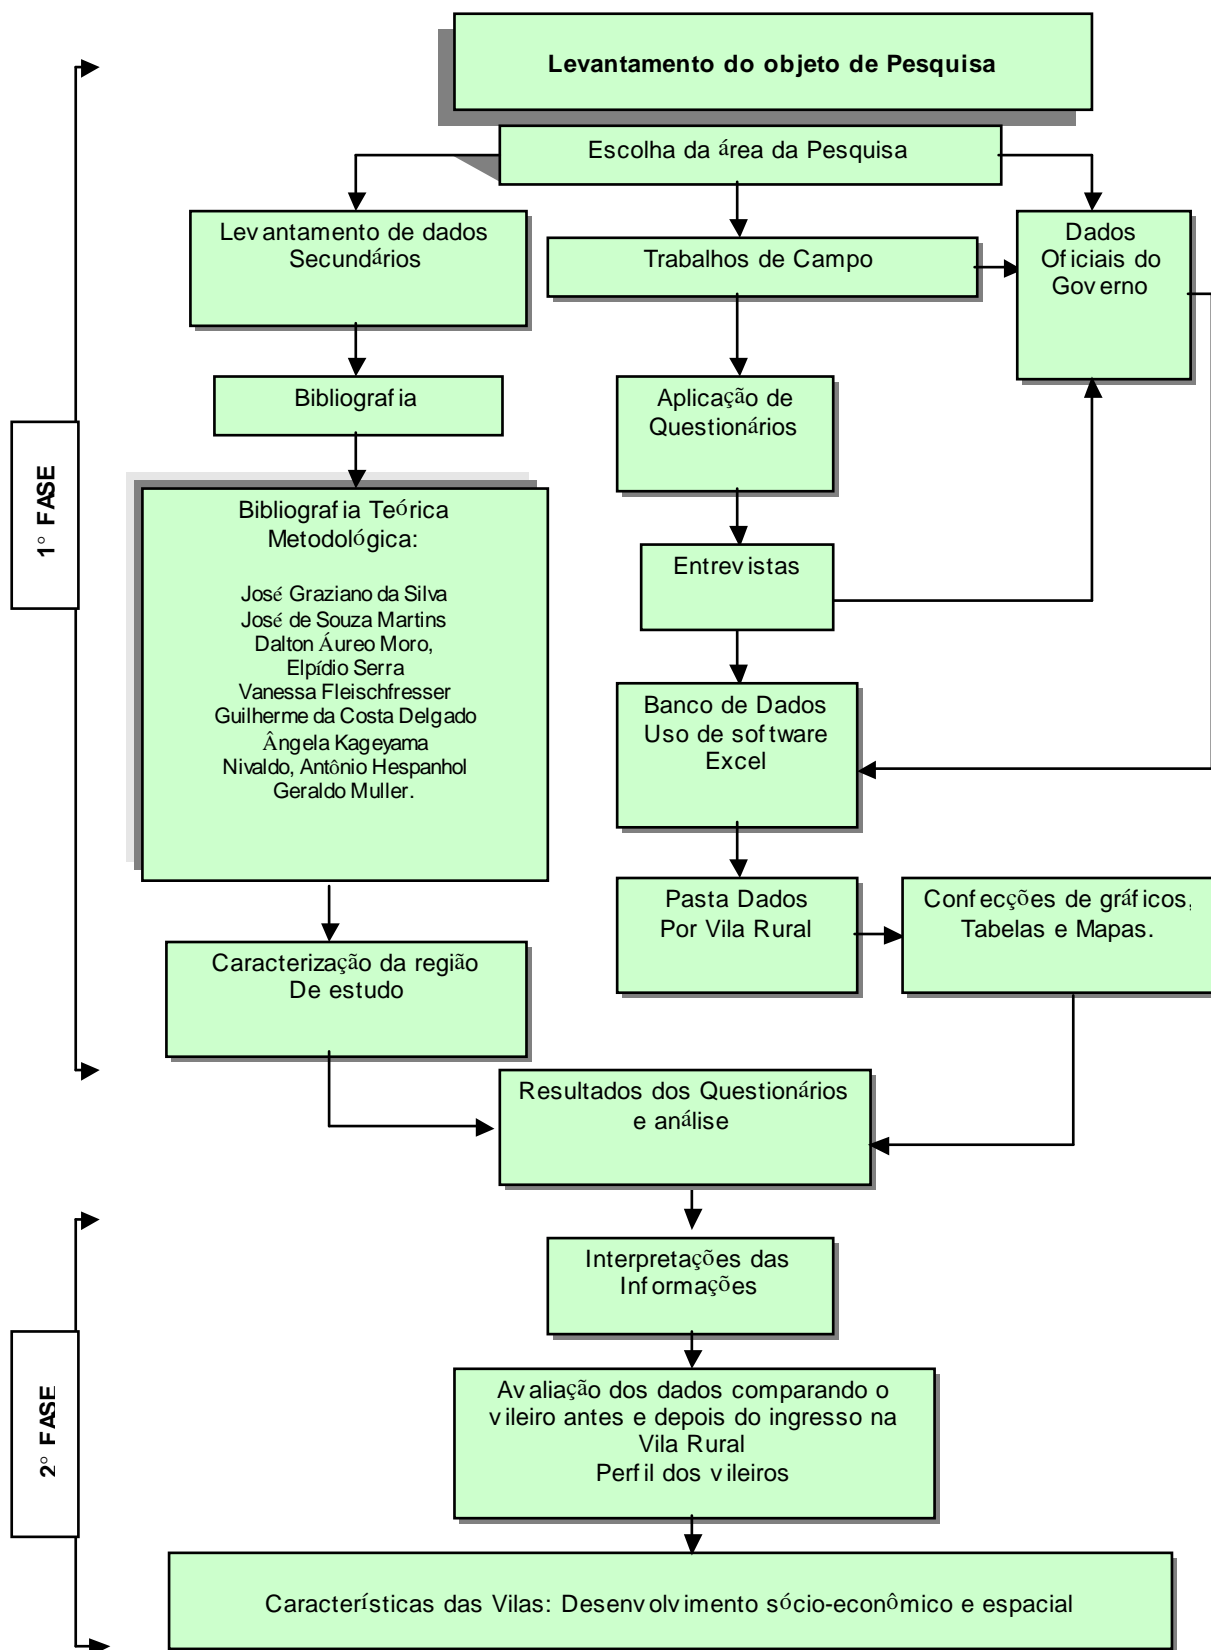 Levantamento do objeto de Pesquisa
Escolha da área da Pesquisa
Levantamento de dados
Secundários
Trabalhos de Campo
Dados
Oficiais do
Governo
Bibliografia
Aplicação de
Questionários
1° FASE
Bibliografia Teórica
Metodológica:
José Graziano da Silva
José de Souza Martins
Dalton Áureo Moro,
Elpídio Serra
Vanessa Fleischfresser
Guilherme da Costa Delgado
Ângela Kageyama
Nivaldo, Antônio Hespanhol
Geraldo Muller.
Entrevistas
Banco de Dados
Uso de software
Excel
Pasta Dados
Por Vila Rural
Confecções de gráficos,
Tabelas e Mapas.
Caracterização da região
De estudo
Resultados dos Questionários
e análise
2° FASE
Interpretações das
Informações
Avaliação dos dados comparando o
vileiro antes e depois do ingresso na
Vila Rural
Perfil dos vileiros
Características das Vilas: Desenvolvimento sócio-econômico e espacial